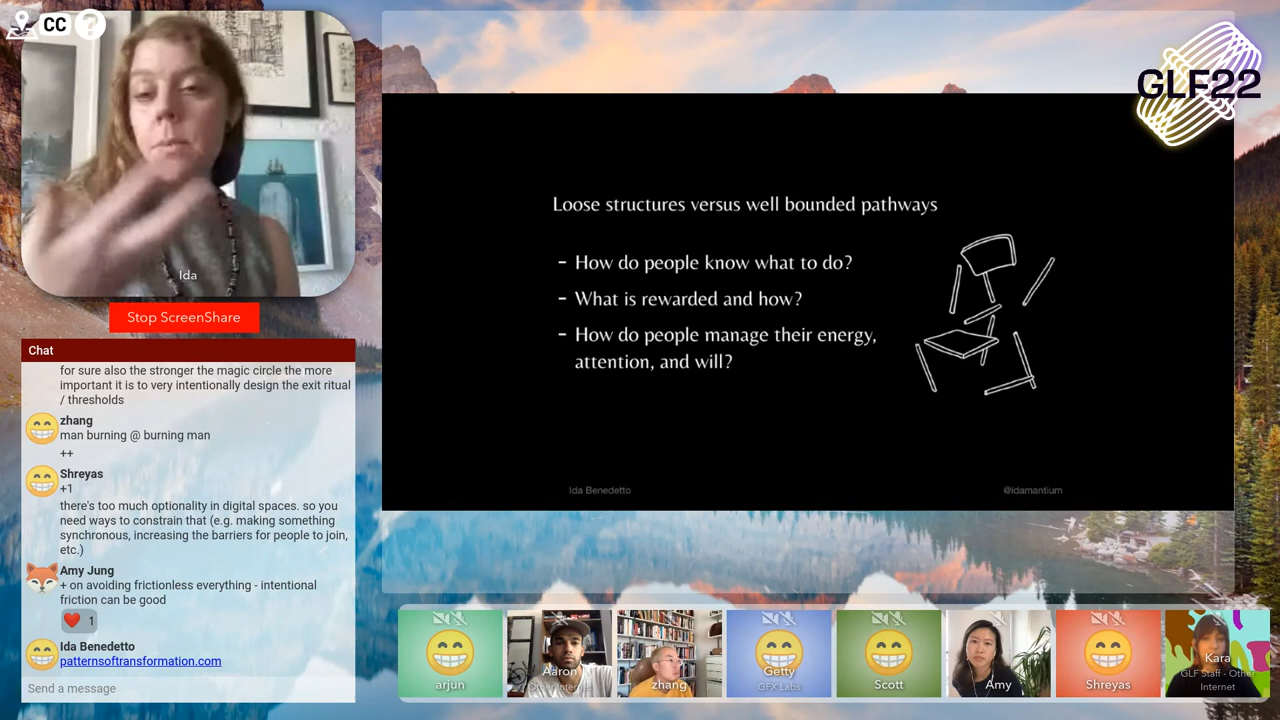 CC
?
Ida
Stop ScreenShare
Chat
for sure also the stronger the magic circle the more
important it is to very intentionally design the exit ritual
/ thresholds
zhang
man burning @ burning man
++
Shreyas
+1
there's too much optionality in digital spaces. so you
need ways to constrain that (e.g. making something
synchronous, increasing the barriers for people to join,
etc.)
Amy Jung
+ on avoiding frictionless everything - intentional
friction can be good
1
Ida Benedetto
patternsoftransformation.com
Send a message
GLF22
Loose structures versus well bounded pathways
- How do people know what to do?
- What is rewarded and how?
- How do people manage their energy,
attention, and will?
Ida Benedetto
@idamantium
arjun
Aaron
Other Internet
zhang
Getty
GFX Labs
Scott
Amy
Shreyas
Kara
GLF Staff - Other
Internet